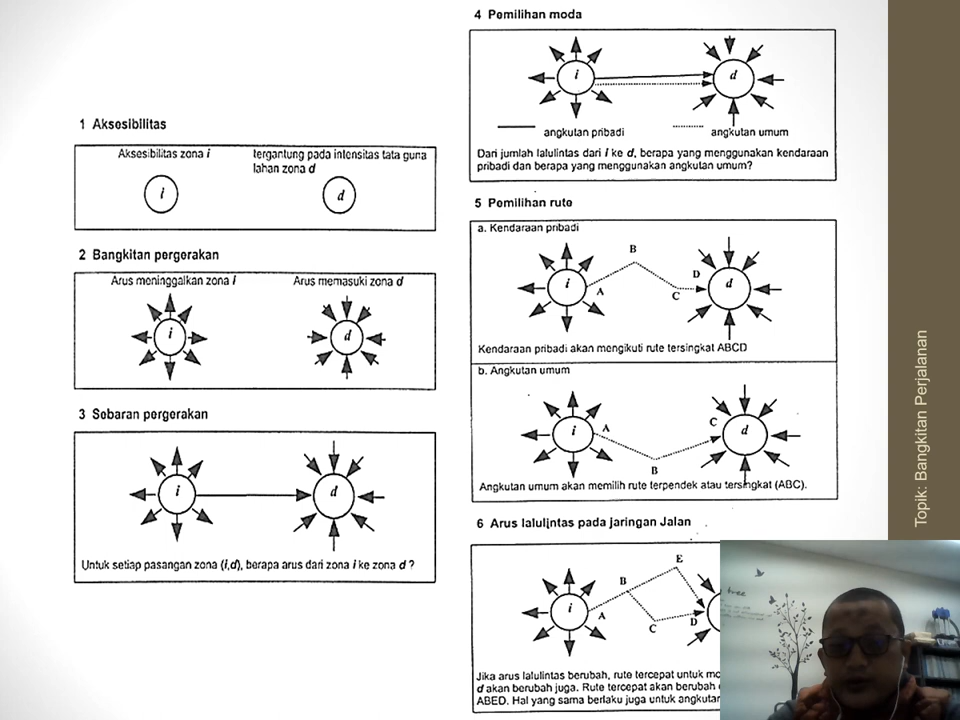 1 Aksesibilitas
Aksesibilitas zona i
tergantung pada intensitas tata guna
lahan zona d
i
d
2 Bangkitan pergerakan
Arus meninggalkan zona i
Arus memasuki zona d
i
d
3 Sebaran pergerakan
i
d
Untuk setiap pasangan zona (i,d), berapa arus dari zona i ke zona d ?
4 Pemilihan moda
i
d
angkutan pribadi
angkutan umum
Dari jumlah lalulintas dari i ke d, berapa yang menggunakan kendaraan
pribadi dan berapa yang menggunakan angkutan umum?
5 Pemilihan rute
a. Kendaraan pribadi
i
A
B
C
D
d
Kendaraan pribadi akan mengikuti rute tersingkat ABCD
b. Angkutan umum
i
A
B
C
d
Angkutan umum akan memilih rute terpendek atau tersingkat (ABC).
6 Arus lalulintas pada jaringan Jalan
i
A
B
E
C
D
Jika arus lalulintas berubah, rute tercepat untuk
d akan berubah juga. Rute tercepat akan berubah
ABED. Hal yang sama berlaku juga untuk
Topik: Bangkitan Perjalanan
tree